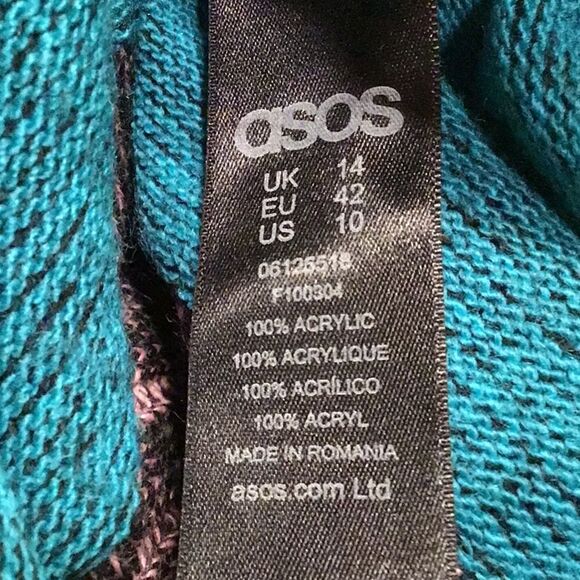 asos
UK 14
EU 42
US 10
06125518
F100304
100% ACRYLIC
100% ACRYLIQUE
100% ACRÍLICO
100% ACRYL
MADE IN ROMANIA
asos.com Ltd